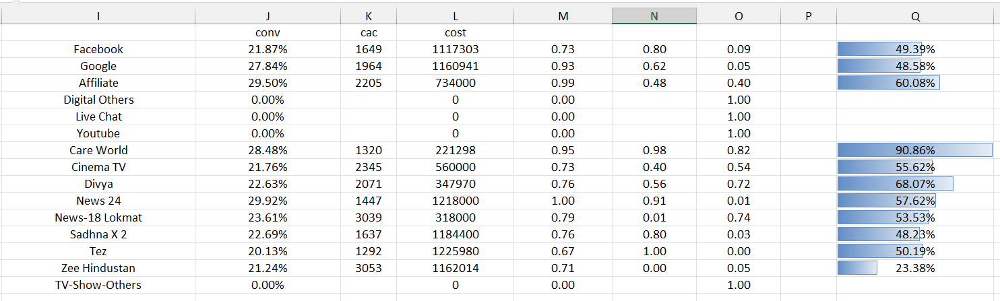 I J K L M N O P Q
conv cac cost
Facebook 21.87% 1649 1117303 0.73 0.80 0.09 49.39%
Google 27.84% 1964 1160941 0.93 0.62 0.05 48.58%
Affiliate 29.50% 2205 734000 0.99 0.48 0.40 60.08%
Digital Others 0.00% 0 0.00 1.00
Live Chat 0.00% 0 0.00 1.00
Youtube 0.00% 0 0.00 1.00
Care World 28.48% 1320 221298 0.95 0.98 0.82 90.86%
Cinema TV 21.76% 2345 560000 0.73 0.40 0.54 55.62%
Divya 22.63% 2071 347970 0.76 0.56 0.72 68.07%
News 24 29.92% 1447 1218000 1.00 0.91 0.01 57.62%
News-18 Lokmat 23.61% 3039 318000 0.79 0.01 0.74 53.53%
Sadhna X 2 22.69% 1637 1184400 0.76 0.80 0.03 48.23%
Tez 20.13% 1292 1225980 0.67 1.00 0.00 50.19%
Zee Hindustan 21.24% 3053 1162014 0.71 0.00 0.05 23.38%
TV-Show-Others 0.00% 0 0.00 1.00